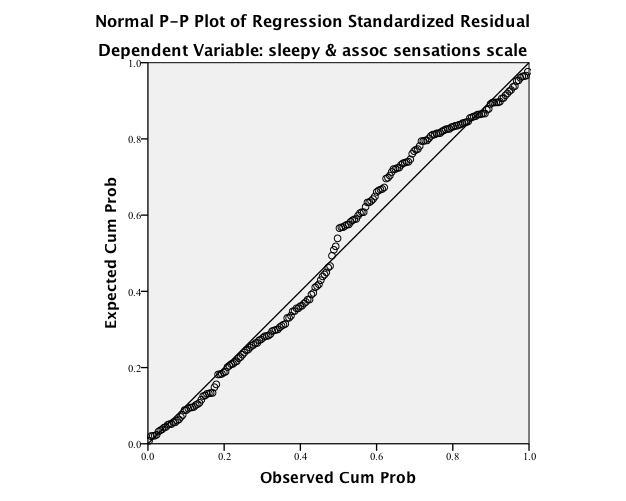 Normal P-P Plot of Regression Standardized Residual
Dependent Variable: sleepy & assoc sensations scale
1.0
0.8
0.6
0.4
0.2
0.0
Expected Cum Prob
0.0 0.2 0.4 0.6 0.8 1.0
Observed Cum Prob